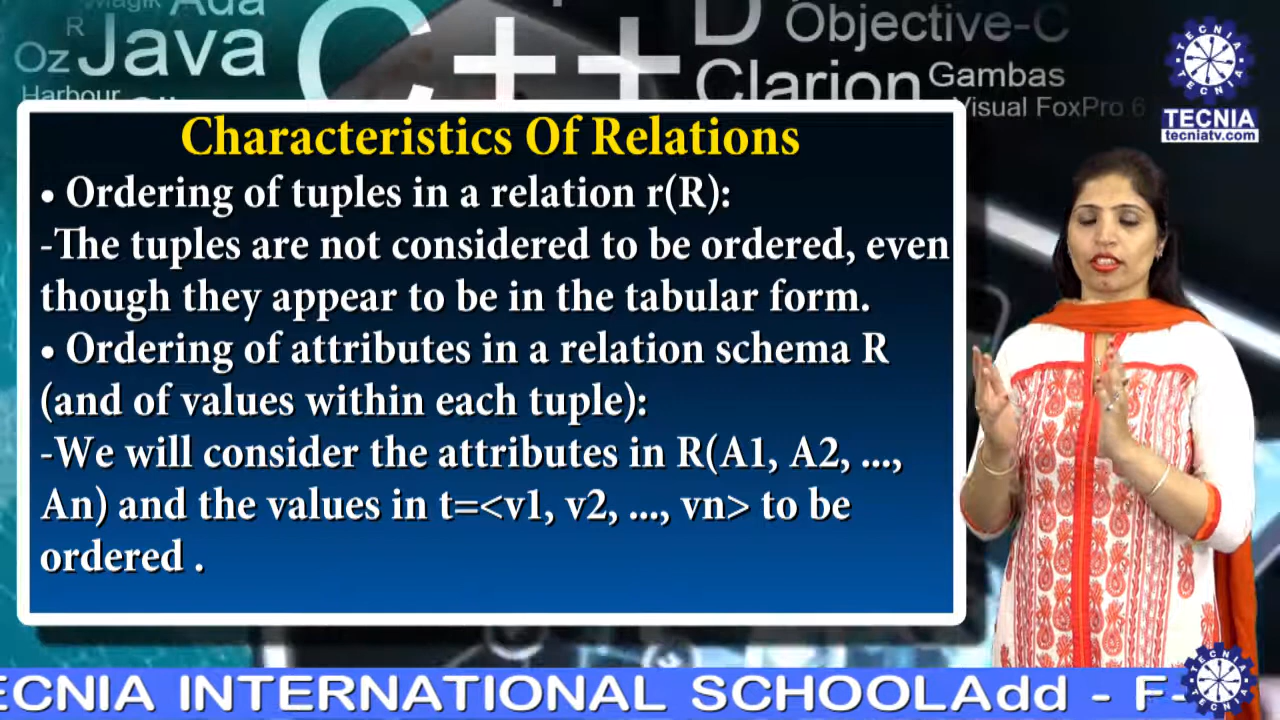 Ada
R
Oz
Java
Harbour
C++
D
Objective-C
Clarion
Gambas
Visual FoxPro 6
TECNIA
TECNIA
tecniatv.com
Characteristics Of Relations
• Ordering of tuples in a relation r(R):
-The tuples are not considered to be ordered, even
though they appear to be in the tabular form.
• Ordering of attributes in a relation schema R
(and of values within each tuple):
-We will consider the attributes in R(A1, A2, ...,
An) and the values in t=<v1, v2, ..., vn> to be
ordered .
ECNIA INTERNATIONAL SCHOOLAdd - F-
TECNIA